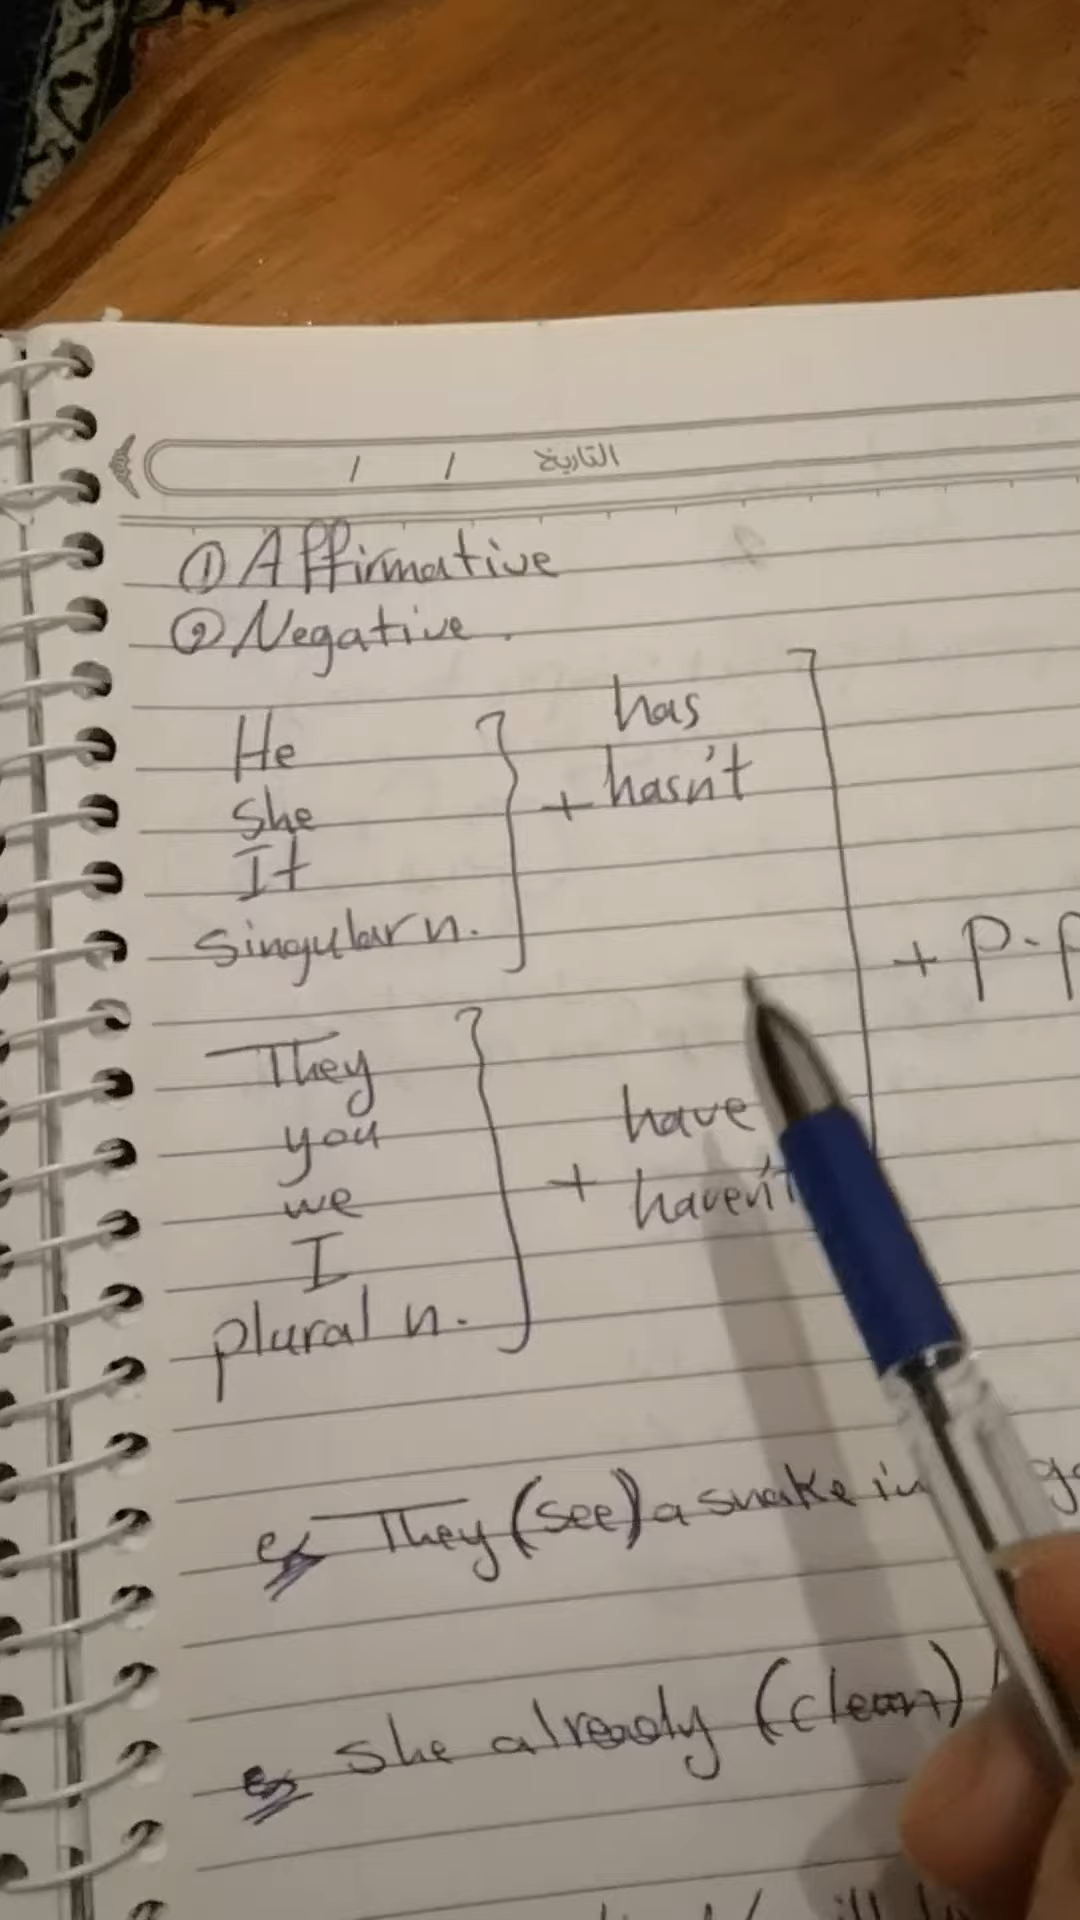 / / التاريخ
① Affirmative
② Negative.
He
She
It
Singular n.
+ has
hasn't
They
you
we
I
plural n.
+ have
haven't
+ P.
ex They (see) a snake in
ex she already (clean)